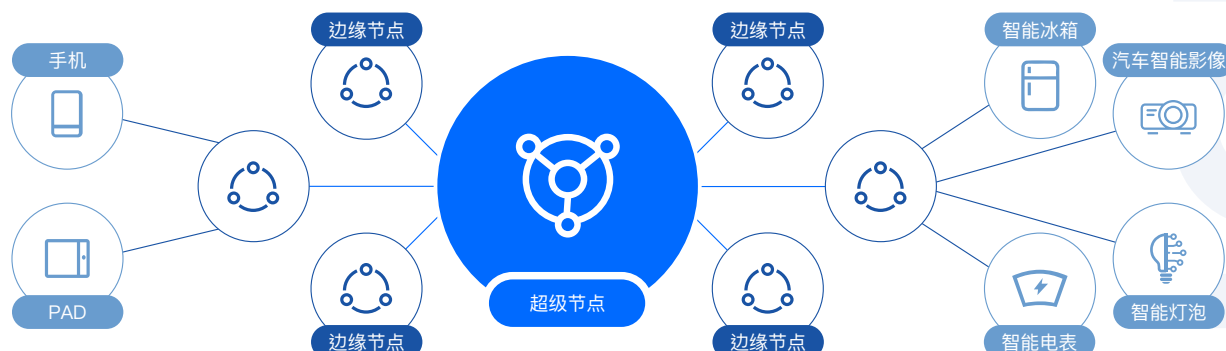 手机
边缘节点
边缘节点
智能冰箱
汽车智能影像
PAD
超级节点
边缘节点
边缘节点
智能电表
智能灯泡